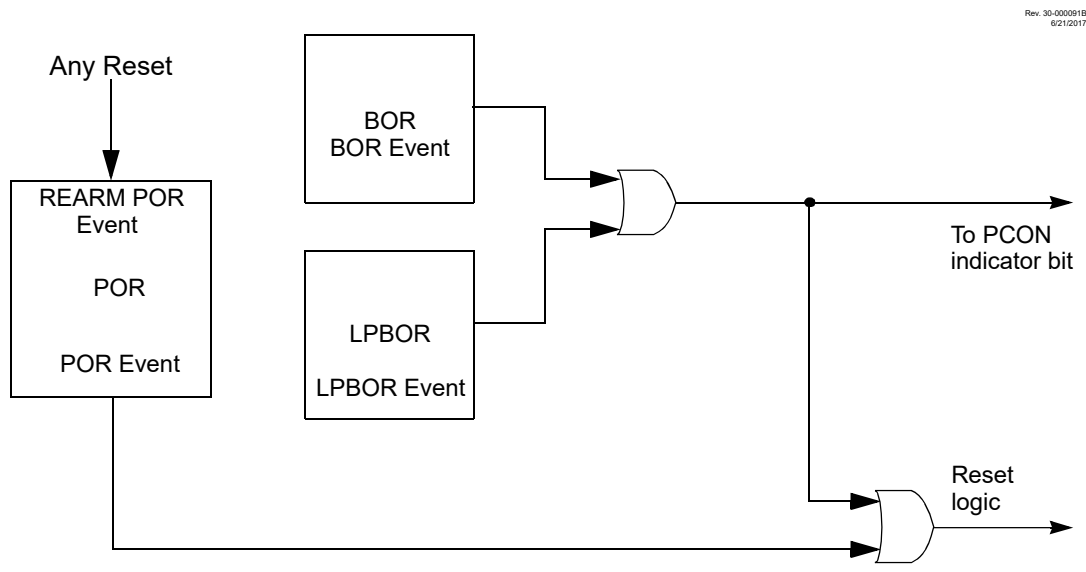 Rev. 30-000091B
6/21/2017
Any Reset
REARM POR
Event
POR
POR Event
BOR
BOR Event
LPBOR
LPBOR Event
To PCON
indicator bit
Reset
logic